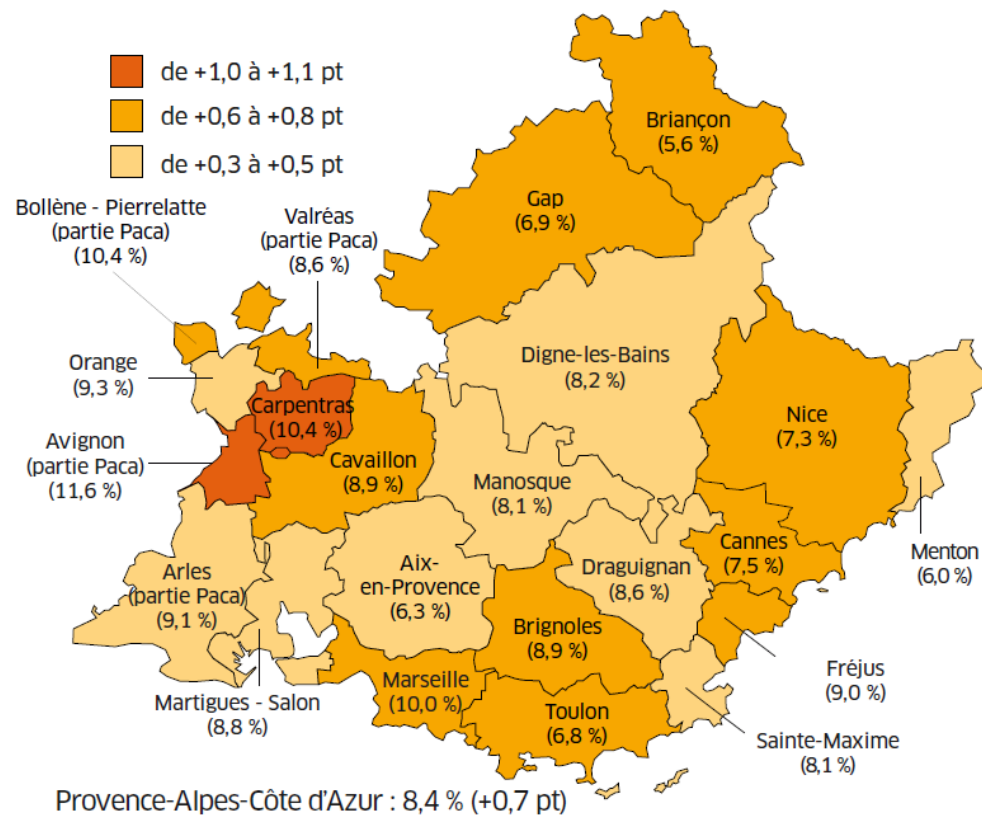 de +1,0 à +1,1 pt
de +0,6 à +0,8 pt
de +0,3 à +0,5 pt
Briançon
(5,6 %)
Gap
(6,9 %)
Bollène - Pierrelatte
(partie Paca)
(10,4 %)
Valréas
(partie Paca)
(8,6 %)
Orange
(9,3 %)
Digne-les-Bains
(8,2 %)
Carpentras
(10,4 %)
Nice
(7,3 %)
Avignon
(partie Paca)
(11,6 %)
Cavaillon
(8,9 %)
Manosque
(8,1 %)
Cannes
(7,5 %)
Menton
(6,0 %)
Arles
(partie Paca)
(9,1 %)
Aix-
en-Provence
(6,3 %)
Draguignan
(8,6 %)
Brignoles
(8,9 %)
Fréjus
(9,0 %)
Martigues - Salon
(8,8 %)
Marseille
(10,0 %)
Toulon
(6,8 %)
Sainte-Maxime
(8,1 %)
Provence-Alpes-Côte d'Azur : 8,4 % (+0,7 pt)